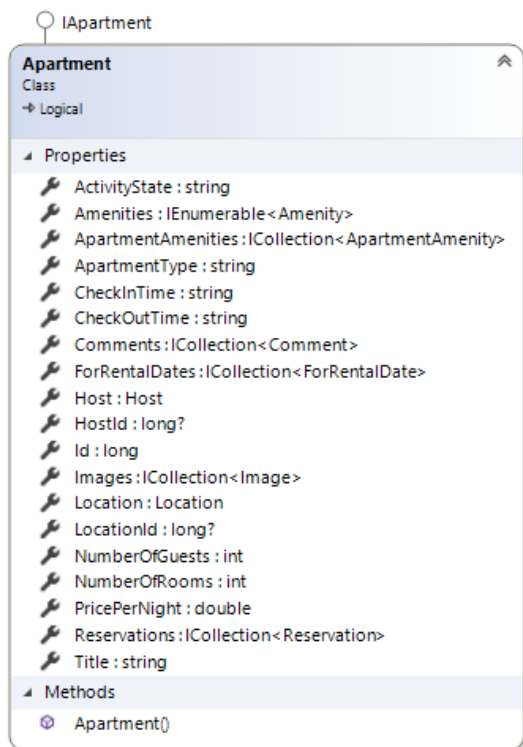 IApartment
Apartment
Class
Logical
Properties
ActivityState : string
Amenities : IEnumerable<Amenity>
ApartmentAmenities : ICollection<ApartmentAmenity>
ApartmentType : string
CheckInTime : string
CheckOutTime : string
Comments : ICollection<Comment>
ForRentalDates : ICollection<ForRentalDate>
Host : Host
HostId : long?
Id : long
Images : ICollection<Image>
Location : Location
LocationId : long?
NumberOfGuests : int
NumberOfRooms : int
PricePerNight : double
Reservations : ICollection<Reservation>
Title : string
Methods
Apartment()